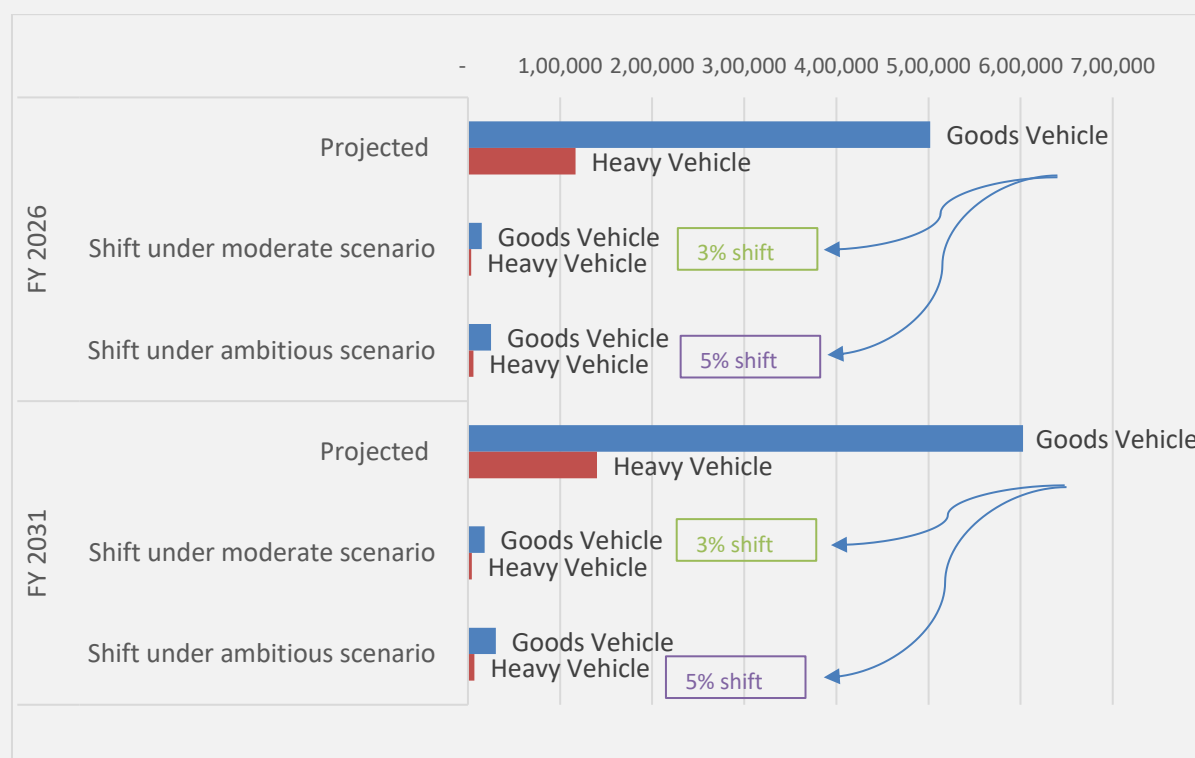 - 1,00,000 2,00,000 3,00,000 4,00,000 5,00,000 6,00,000 7,00,000
FY 2026
Projected
Goods Vehicle
Heavy Vehicle
Shift under moderate scenario
Goods Vehicle
Heavy Vehicle
3% shift
Shift under ambitious scenario
Goods Vehicle
Heavy Vehicle
5% shift
FY 2031
Projected
Goods Vehicle
Heavy Vehicle
Shift under moderate scenario
Goods Vehicle
Heavy Vehicle
3% shift
Shift under ambitious scenario
Goods Vehicle
Heavy Vehicle
5% shift